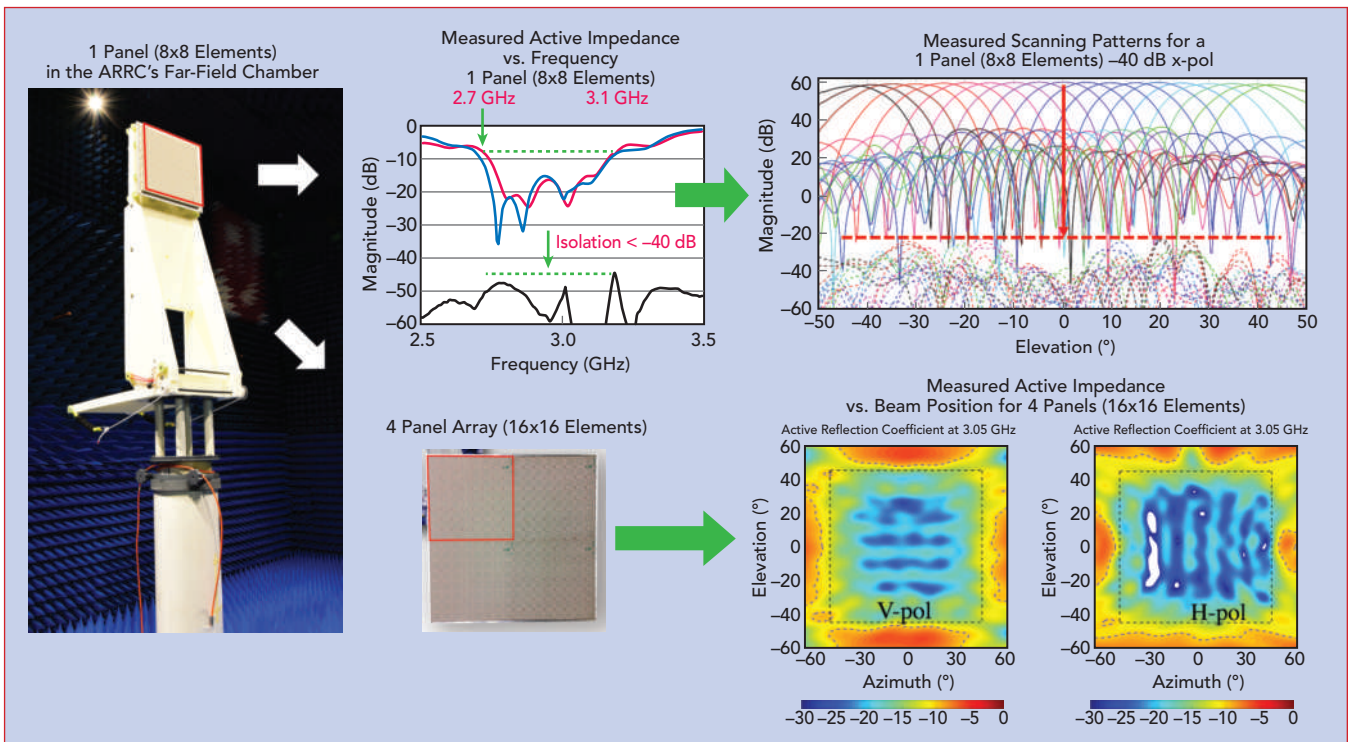 1 Panel (8x8 Elements)
in the ARRC's Far-Field Chamber
Measured Active Impedance
vs. Frequency
1 Panel (8x8 Elements)
2.7 GHz 3.1 GHz
0
–10
–20
–30
–40
–50
–60
Magnitude (dB)
Isolation < –40 dB
2.5 3.0 3.5
Frequency (GHz)
Measured Scanning Patterns for a
1 Panel (8x8 Elements) –40 dB x-pol
60
40
20
0
–20
–40
–60
Magnitude (dB)
–50 –40 –30 –20 –10 0 10 20 30 40 50
Elevation (°)
4 Panel Array (16x16 Elements)
Measured Active Impedance
vs. Beam Position for 4 Panels (16x16 Elements)
Active Reflection Coefficient at 3.05 GHz
60
40
20
0
–20
–40
–60
Elevation (°)
V-pol
–60 –30 0 30 60
Azimuth (°)
–30 –25 –20 –15 –10 –5 0
Active Reflection Coefficient at 3.05 GHz
60
40
20
0
–20
–40
–60
Elevation (°)
H-pol
–60 –30 0 30 60
Azimuth (°)
–30 –25 –20 –15 –10 –5 0